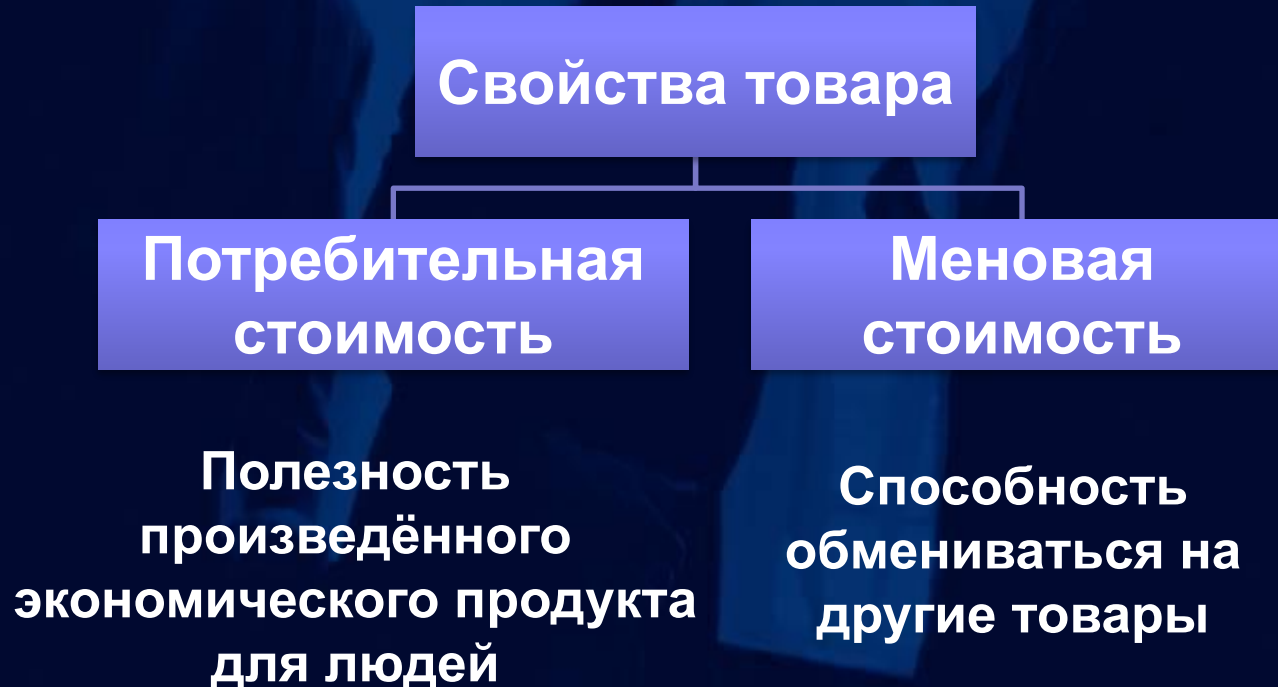 Свойства товара
Потребительная
стоимость
Меновая
стоимость
Полезность
произведённого
экономического продукта
для людей
Способность
обмениваться на
другие товары